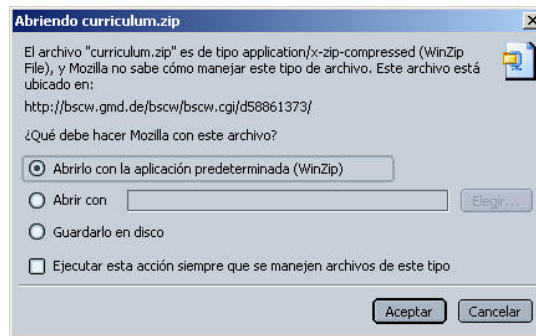 Abriendo curriculum.zip
El archivo "curriculum.zip" es de tipo application/x-zip-compressed (WinZip
File), y Mozilla no sabe cómo manejar este tipo de archivo. Este archivo está
ubicado en:
http://bscw.gmd.de/bscw/bscw.cgi/d58861373/
¿Qué debe hacer Mozilla con este archivo?
Abrirlo con la aplicación predeterminada (WinZip)
Abrir con Elegir...
Guardarlo en disco
Ejecutar esta acción siempre que se manejen archivos de este tipo
Aceptar Cancelar